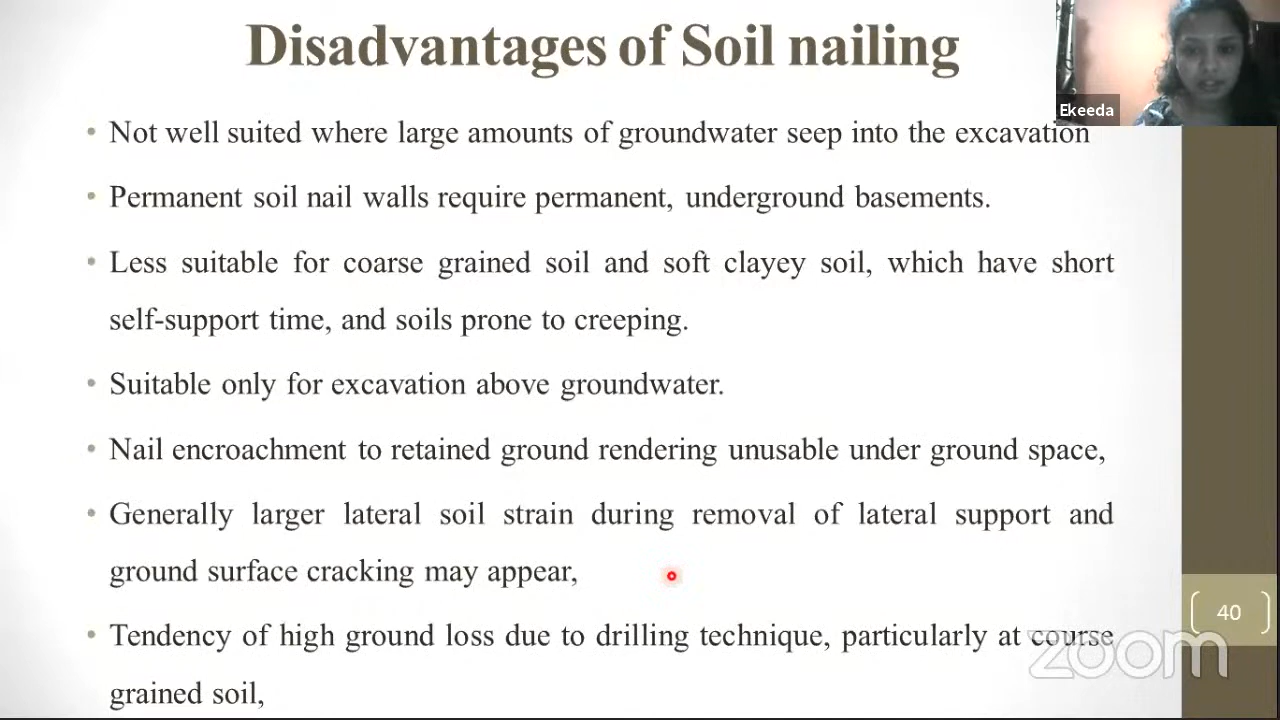 Disadvantages of Soil nailing
Ekeeda
• Not well suited where large amounts of groundwater seep into the excavation
• Permanent soil nail walls require permanent, underground basements.
• Less suitable for coarse grained soil and soft clayey soil, which have short
self-support time, and soils prone to creeping.
• Suitable only for excavation above groundwater.
• Nail encroachment to retained ground rendering unusable under ground space,
• Generally larger lateral soil strain during removal of lateral support and
ground surface cracking may appear,
40
• Tendency of high ground loss due to drilling technique, particularly at course
grained soil,
zoom